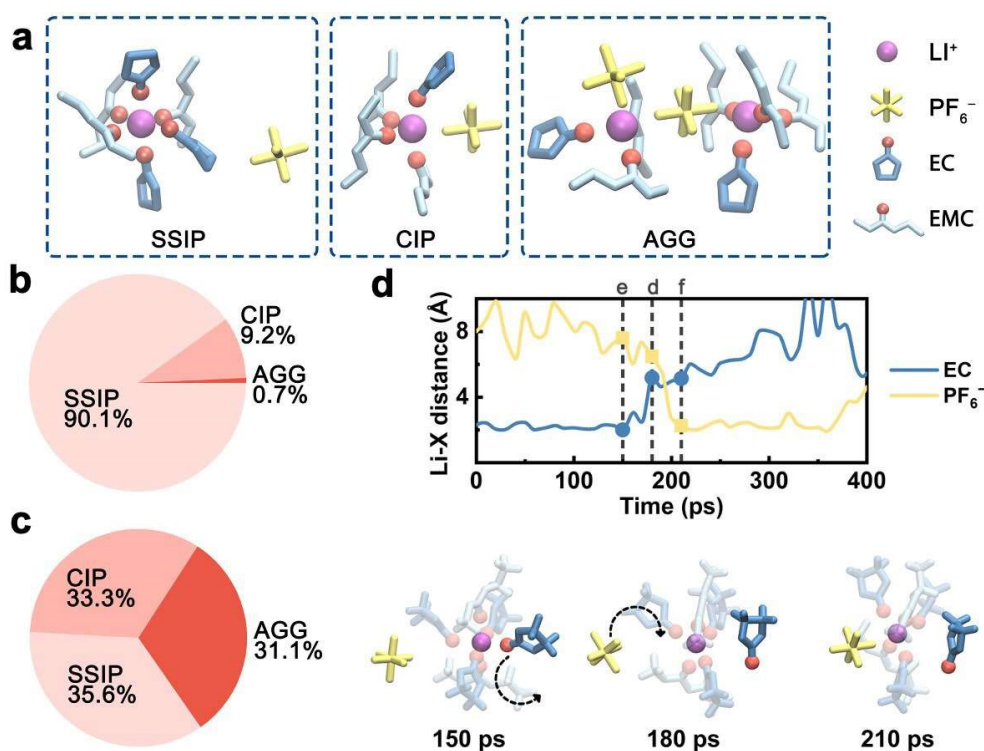 a
SSIP
CIP
AGG
LI⁺
PF₆⁻
EC
EMC
b
CIP
9.2%
AGG
0.7%
SSIP
90.1%
c
CIP
33.3%
AGG
31.1%
SSIP
35.6%
d
e d f
Li-X distance (Å)
8
4
0 100 200 300 400
Time (ps)
EC
PF₆⁻
150 ps
180 ps
210 ps